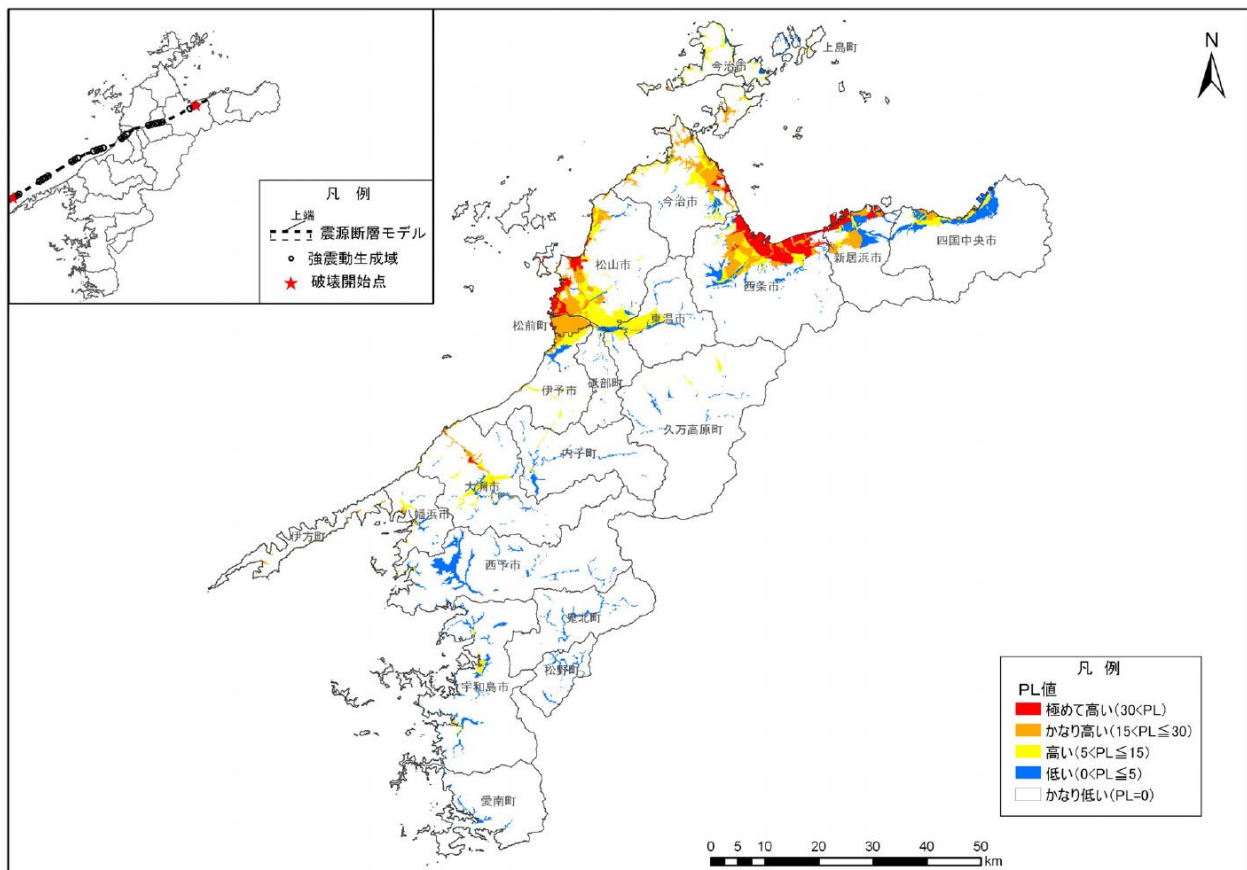 凡 例
上端
震源断層モデル
強震動生成域
破壊開始点
N
上島町
今治市
今治市
四国中央市
新居浜市
西条市
松山市
東温市
松前町
伊予市
砥部町
久万高原町
内子町
大洲市
八幡浜市
伊方町
西予市
鬼北町
松野町
宇和島市
愛南町
凡 例
PL値
極めて高い(30<PL)
かなり高い(15<PL≦30)
高い(5<PL≦15)
低い(0<PL≦5)
かなり低い(PL=0)
0 5 10 20 30 40 50
km